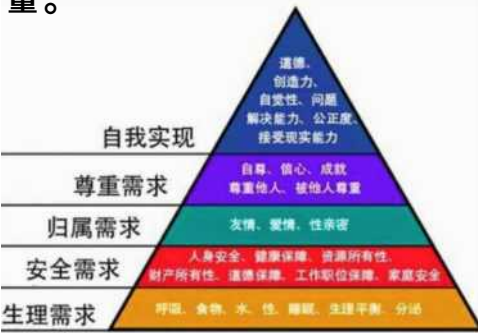 量。
道德、
创造力、
自觉性、问题
解决能力、公正度、
接受现实能力
自我实现
自尊、信心、成就
尊重他人、被他人尊重
尊重需求
友情、爱情、性亲密
归属需求
人身安全、健康保障、资源所有性、
财产所有性、道德保障、工作职位保障、家庭安全
安全需求
呼吸、食物、水、性、睡眠、生理平衡、分泌
生理需求